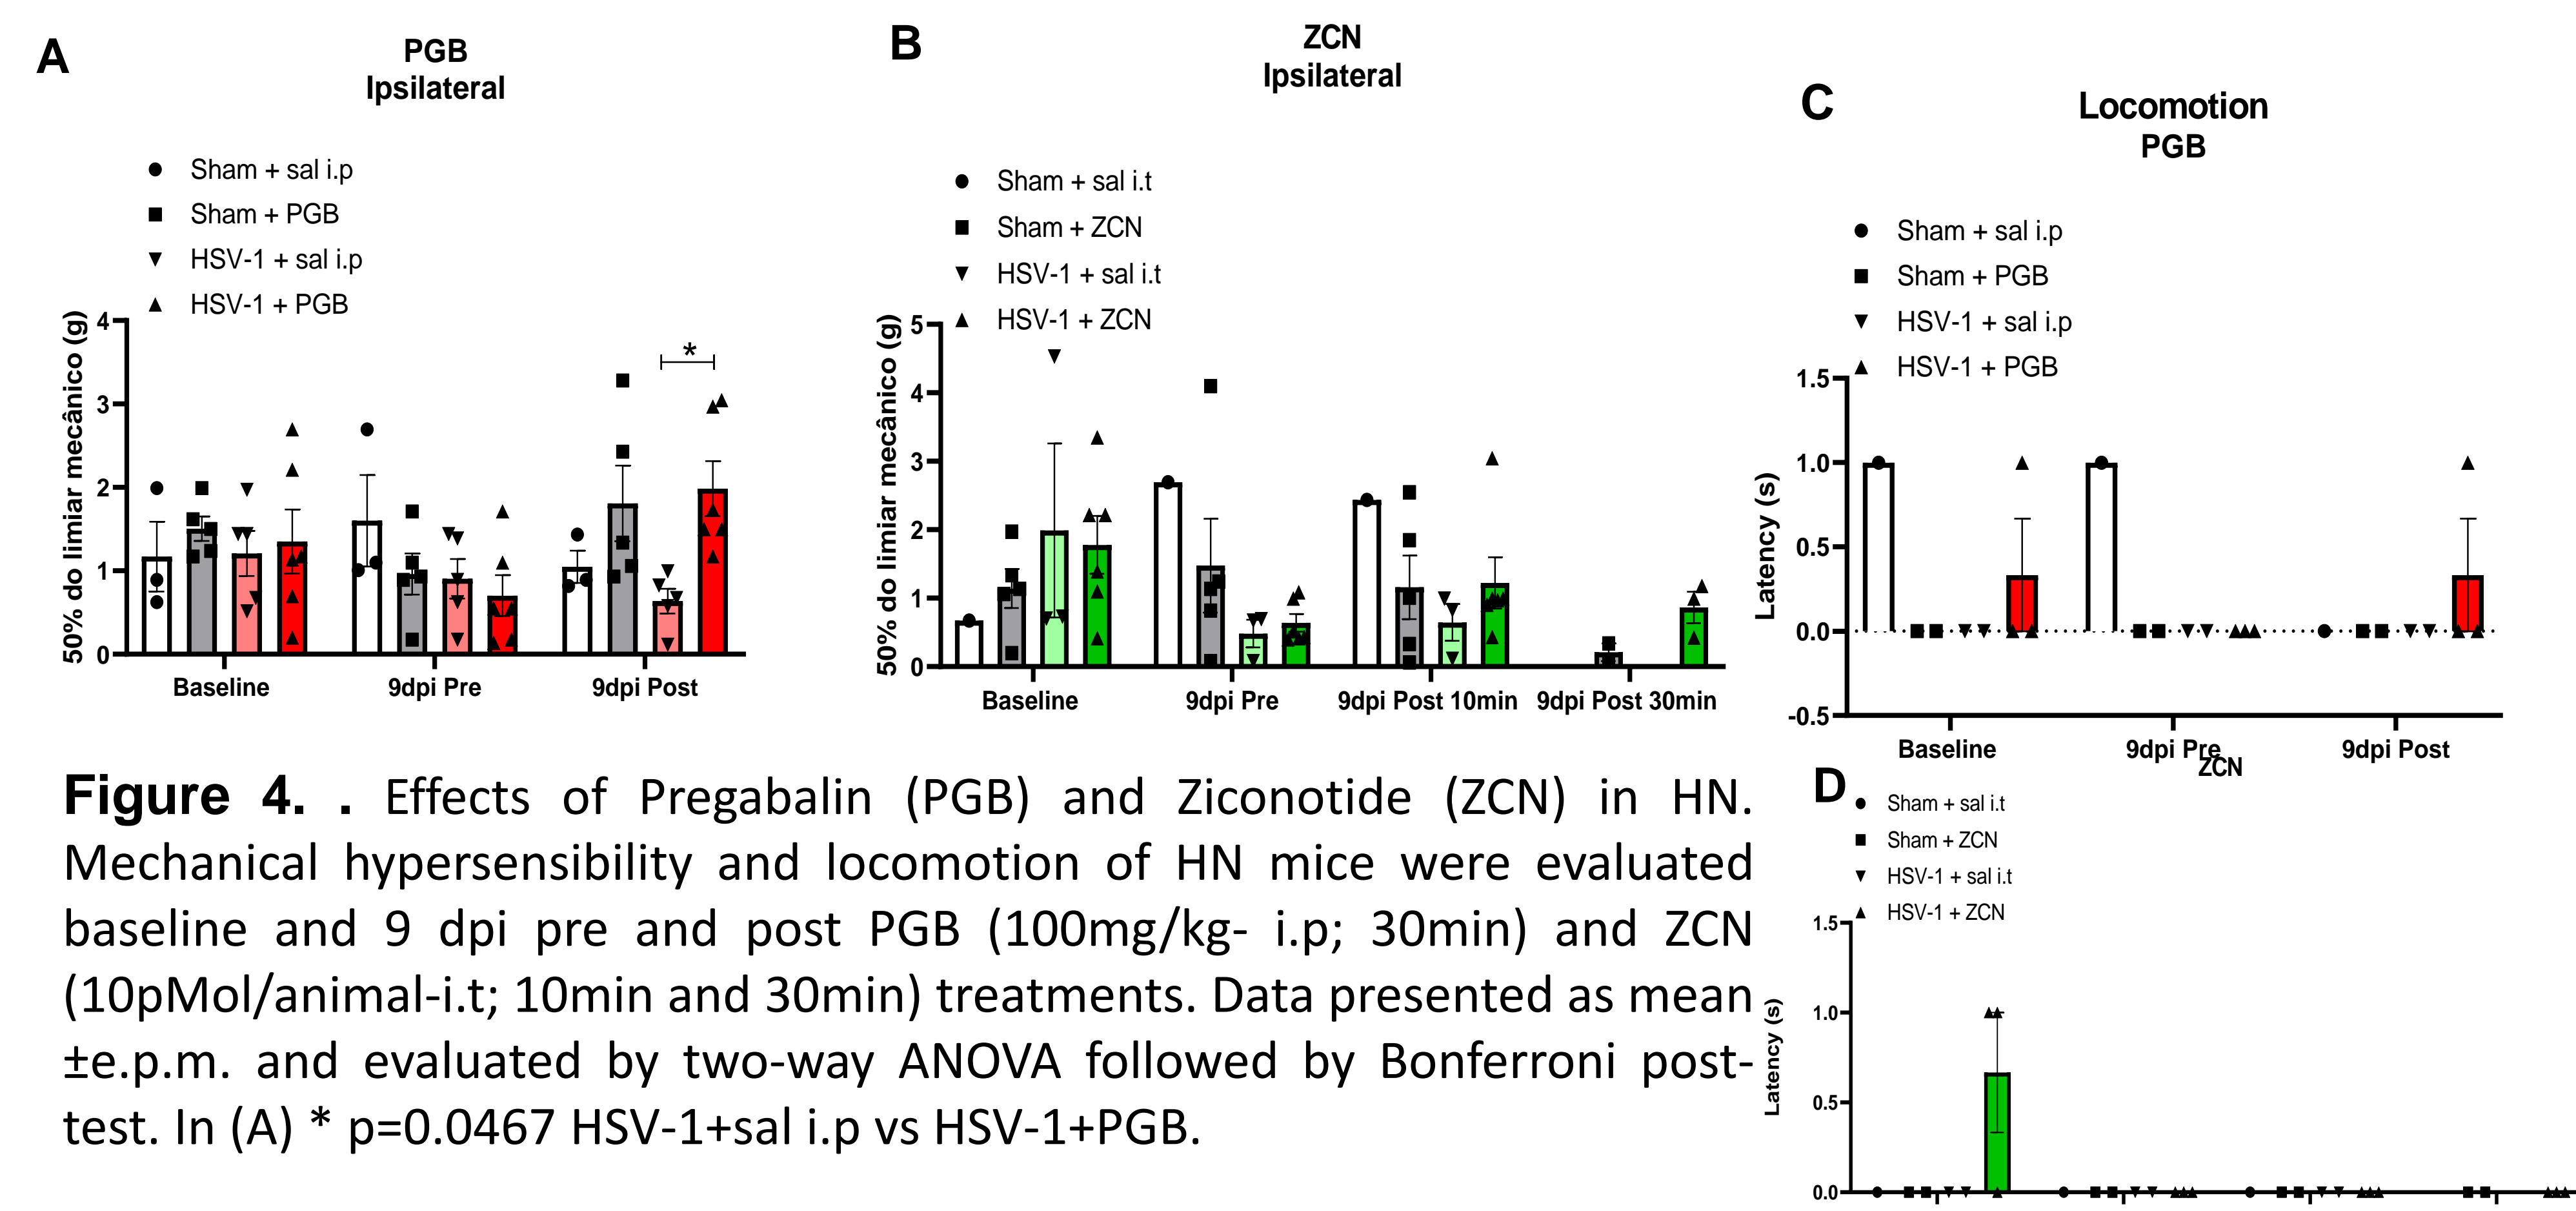 A
PGB
Ipsilateral
Sham + sal i.p
Sham + PGB
HSV-1 + sal i.p
HSV-1 + PGB
50% do limiar mecânico (g)
4
3
2
1
0
*
Baseline
9dpi Pre
9dpi Post
B
ZCN
Ipsilateral
Sham + sal i.t
Sham + ZCN
HSV-1 + sal i.t
HSV-1 + ZCN
50% do limiar mecânico (g)
5
4
3
2
1
0
Baseline
9dpi Pre
9dpi Post 10min
9dpi Post 30min
C
Locomotion
PGB
Sham + sal i.p
Sham + PGB
HSV-1 + sal i.p
HSV-1 + PGB
Latency (s)
1.5
1.0
0.5
0.0
-0.5
Baseline
9dpi Pre
9dpi Post
D
ZCN
Sham + sal i.t
Sham + ZCN
HSV-1 + sal i.t
HSV-1 + ZCN
Latency (s)
1.5
1.0
0.5
0.0
Figure 4. . Effects of Pregabalin (PGB) and Ziconotide (ZCN) in HN.
Mechanical hypersensibility and locomotion of HN mice were evaluated
baseline and 9 dpi pre and post PGB (100mg/kg- i.p; 30min) and ZCN
(10pMol/animal-i.t; 10min and 30min) treatments. Data presented as mean
±e.p.m. and evaluated by two-way ANOVA followed by Bonferroni post-
test. In (A) * p=0.0467 HSV-1+sal i.p vs HSV-1+PGB.